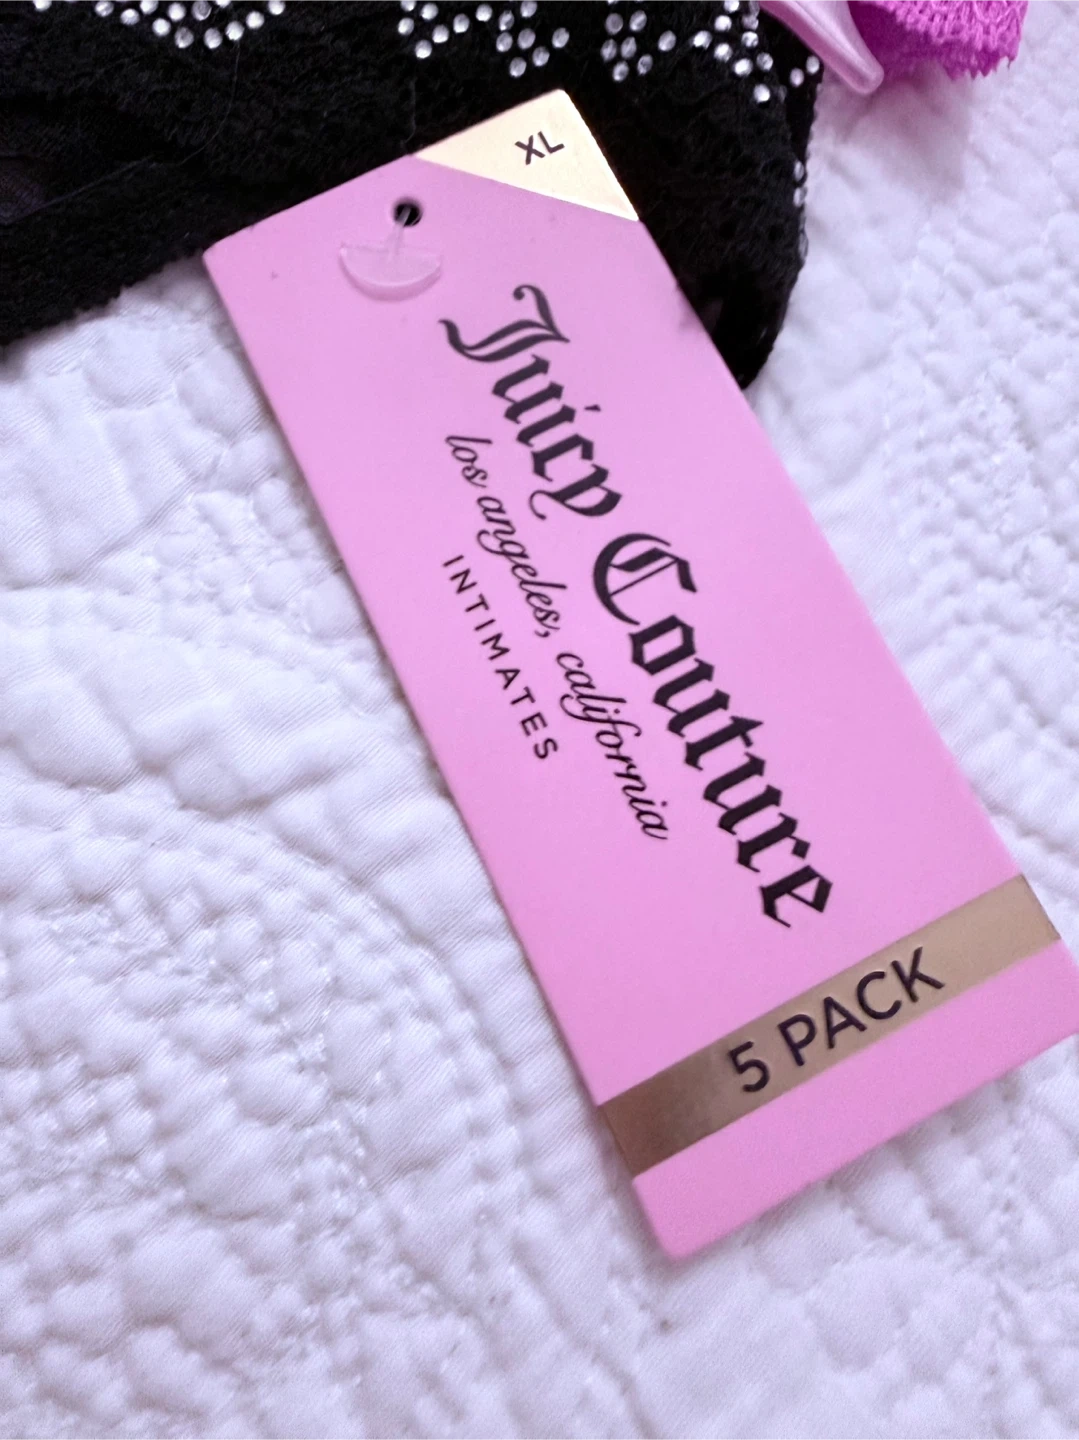 XL
Juicy Couture
los angeles, california
INTIMATES
5 PACK